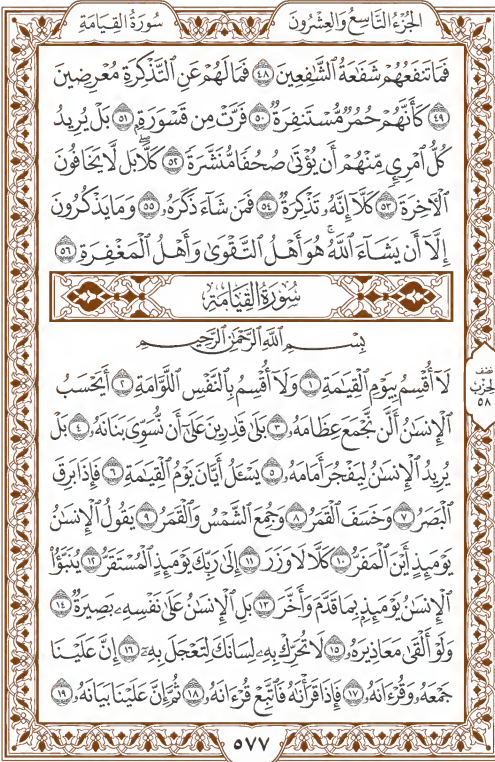 الجُزْءُ التَّاسِعُ وَالعِشْرُونَ سُورَةُ القِيَامَةِ
فَمَا تَنفَعُهُمْ شَفَٰعَةُ ٱلشَّٰفِعِينَ ٤٨ فَمَا لَهُمْ عَنِ ٱلتَّذْكِرَةِ مُعْرِضِينَ
٤٩ كَأَنَّهُمْ حُمُرٌ مُّسْتَنفِرَةٌ ٥٠ فَرَّتْ مِن قَسْوَرَةٍۭ ٥١ بَلْ يُرِيدُ
كُلُّ ٱمْرِئٍ مِّنْهُمْ أَن يُؤْتَىٰ صُحُفًا مُّنَشَّرَةً ٥٢ كَلَّاۖ بَل لَّا يَخَافُونَ
ٱلْأَخِرَةَ ٥٣ كَلَّآ إِنَّهُۥ تَذْكِرَةٌ ٥٤ فَمَن شَآءَ ذَكَرَهُۥ ٥٥ وَمَا يَذْكُرُونَ
إِلَّآ أَن يَشَآءَ ٱللَّهُۚ هُوَ أَهْلُ ٱلتَّقْوَىٰ وَأَهْلُ ٱلْمَغْفِرَةِ ٥٦
سُورَةُ القِيَامَةِ
بِسْمِ ٱللَّهِ ٱلرَّحْمَٰنِ ٱلرَّحِيمِ
لَآ أُقْسِمُ بِيَوْمِ ٱلْقِيَٰمَةِ ١ وَلَآ أُقْسِمُ بِٱلنَّفْسِ ٱللَّوَّامَةِ ٢ أَيَحْسَبُ
ٱلْإِنسَٰنُ أَلَّن نَّجْمَعَ عِظَامَهُۥ ٣ بَلَىٰ قَٰدِرِينَ عَلَىٰٓ أَن نُّسَوِّىَ بَنَانَهُۥ ٤ بَلْ
يُرِيدُ ٱلْإِنسَٰنُ لِيَفْجُرَ أَمَامَهُۥ ٥ يَسْـَٔلُ أَيَّانَ يَوْمُ ٱلْقِيَٰمَةِ ٦ فَإِذَا بَرِقَ
ٱلْبَصَرُ ٧ وَخَسَفَ ٱلْقَمَرُ ٨ وَجُمِعَ ٱلشَّمْسُ وَٱلْقَمَرُ ٩ يَقُولُ ٱلْإِنسَٰنُ
يَوْمَئِذٍ أَيْنَ ٱلْمَفَرُّ ١٠ كَلَّا لَا وَزَرَ ١١ إِلَىٰ رَبِّكَ يَوْمَئِذٍ ٱلْمُسْتَقَرُّ ١٢ يُنَبَّؤُا۟
ٱلْإِنسَٰنُ يَوْمَئِذٍۭ بِمَا قَدَّمَ وَأَخَّرَ ١٣ بَلِ ٱلْإِنسَٰنُ عَلَىٰ نَفْسِهِۦ بَصِيرَةٌ ١٤
وَلَوْ أَلْقَىٰ مَعَاذِيرَهُۥ ١٥ لَا تُحَرِّكْ بِهِۦ لِسَانَكَ لِتَعْجَلَ بِهِۦٓ ١٦ إِنَّ عَلَيْنَا
جَمْعَهُۥ وَقُرْءَانَهُۥ ١٧ فَإِذَا قَرَأْنَٰهُ فَٱتَّبِعْ قُرْءَانَهُۥ ١٨ ثُمَّ إِنَّ عَلَيْنَا بَيَانَهُۥ ١٩
نصف
الحزب
٥٨
٥٧٧